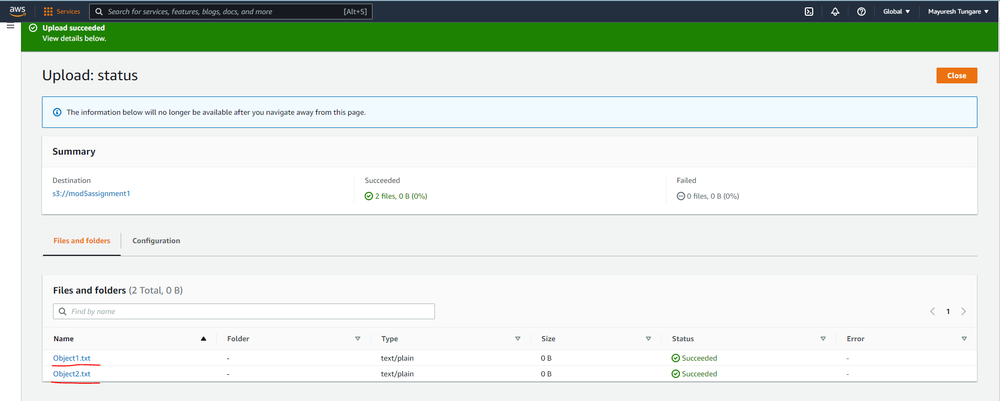 aws Services Search for services, features, blogs, docs, and more [Alt+S] Global Mayuresh Tungare
Upload succeeded
View details below.
Upload: status
Close
The information below will no longer be available after you navigate away from this page.
Summary
Destination Succeeded Failed
s3://mod5assignment1 2 files, 0 B (0%) 0 files, 0 B (0%)
Files and folders Configuration
Files and folders (2 Total, 0 B)
Find by name
1
Name Folder Type Size Status Error
Object1.txt - text/plain 0 B Succeeded -
Object2.txt - text/plain 0 B Succeeded -